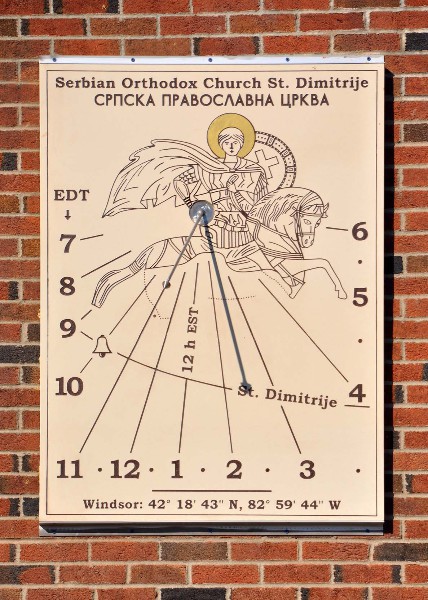 Serbian Orthodox Church St. Dimitrije
СРПСКА ПРАВОСЛАВНА ЦРКВА
EDT
7
8
9
10
11 · 12 · 1 · 2 · 3 ·
4
5
6
12 h EST
St. Dimitrije
Windsor: 42° 18' 43" N, 82° 59' 44" W